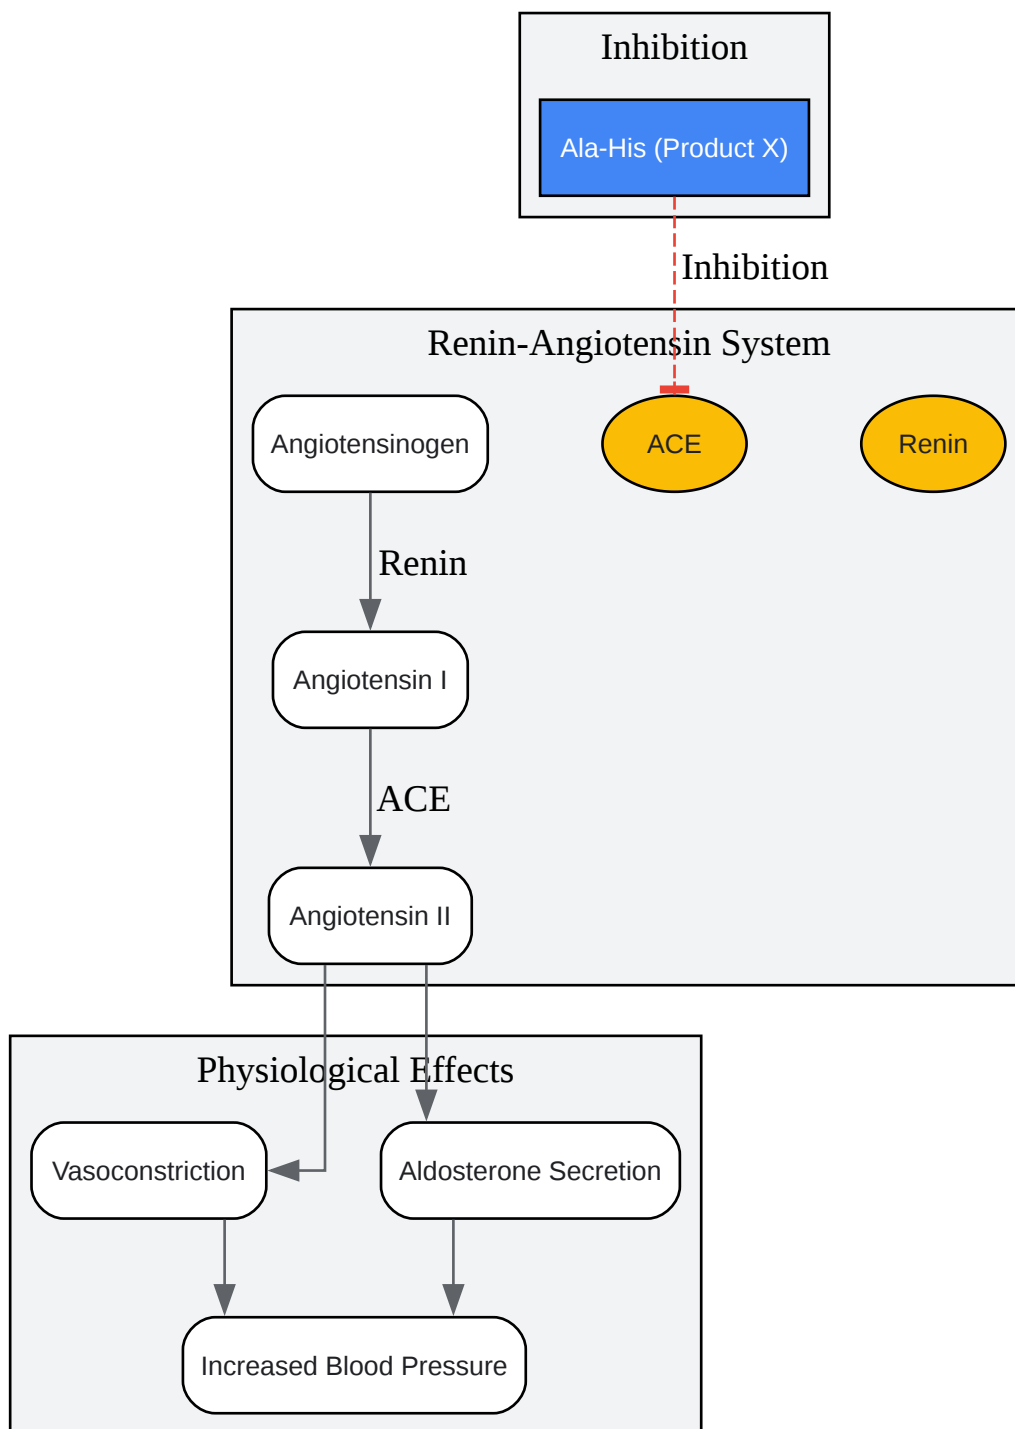 Inhibition
Ala-His (Product X)
Inhibition
Renin-Angiotensin System
Angiotensinogen
ACE
Renin
Renin
Angiotensin I
ACE
Angiotensin II
Physiological Effects
Vasoconstriction
Aldosterone Secretion
Increased Blood Pressure